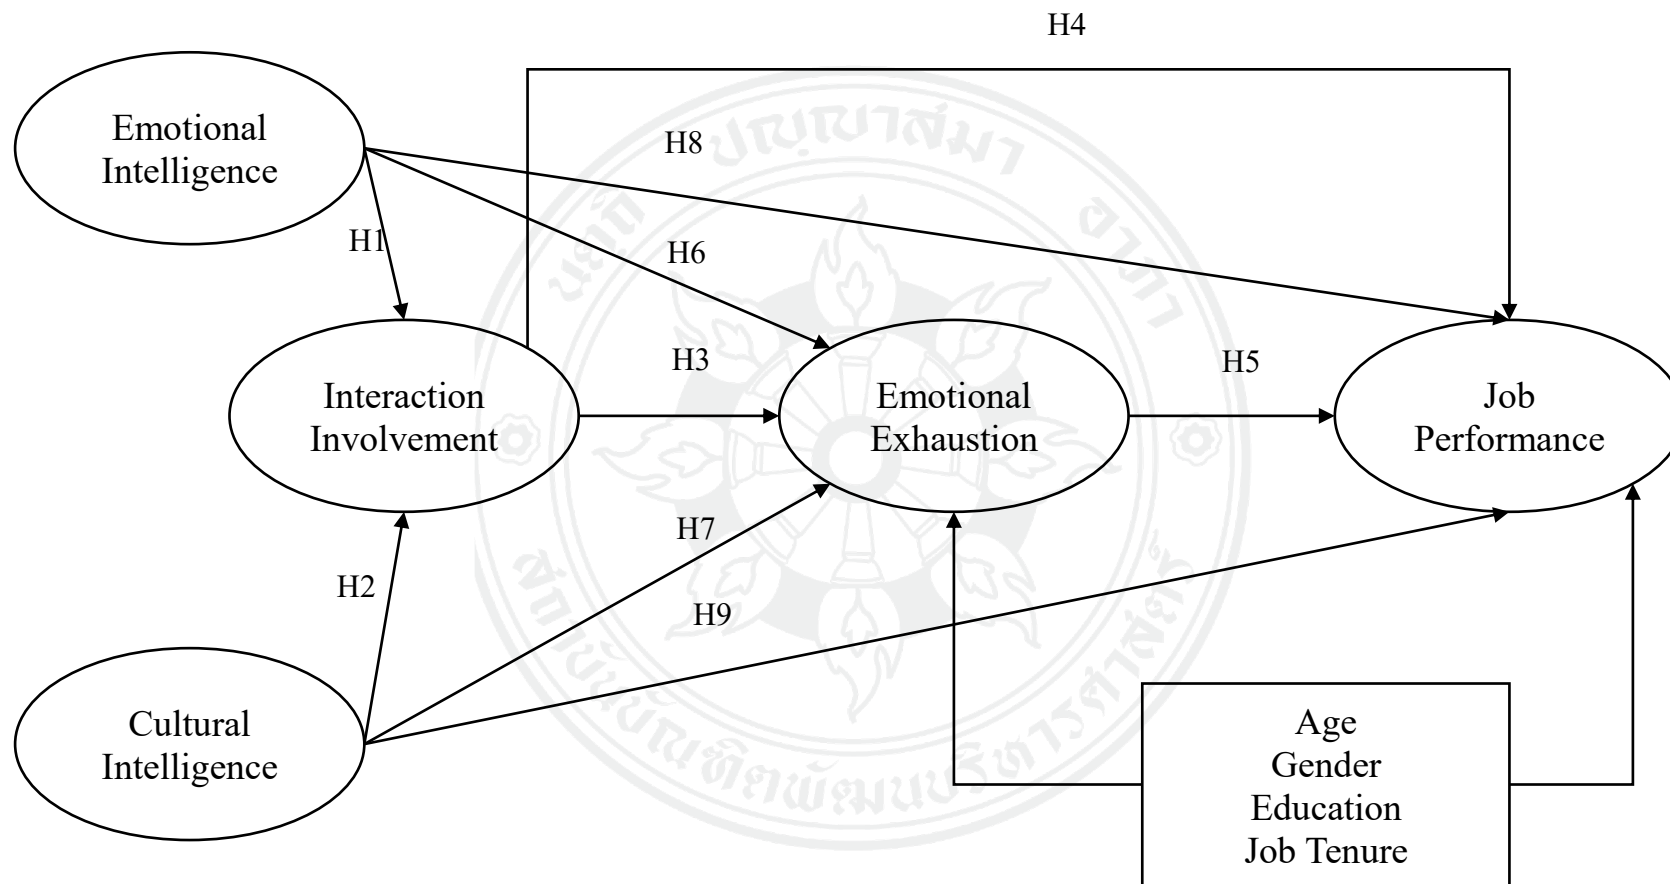 H4
Emotional
Intelligence
H8
H1
H6
Interaction
Involvement
H3
Emotional
Exhaustion
H5
Job
Performance
H2
H7
H9
Cultural
Intelligence
Age
Gender
Education
Job Tenure